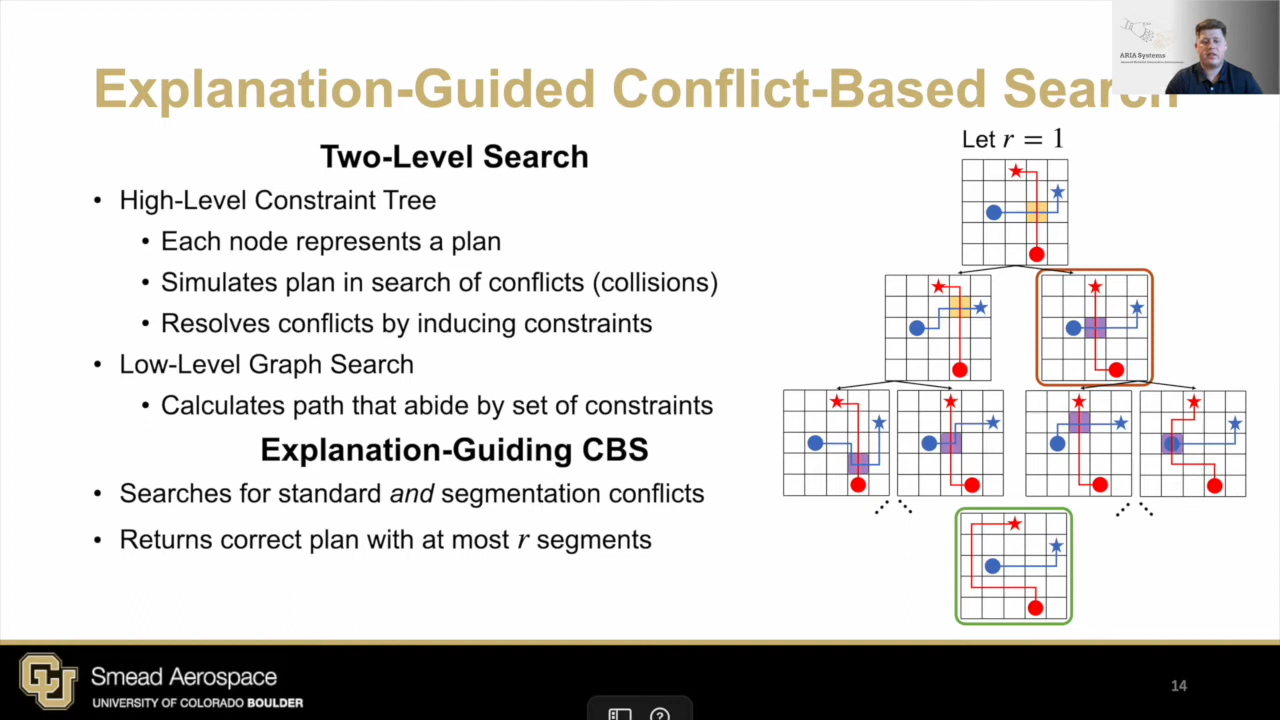 ARIA Systems
Explanation-Guided Conflict-Based Search
Two-Level Search
• High-Level Constraint Tree
• Each node represents a plan
• Simulates plan in search of conflicts (collisions)
• Resolves conflicts by inducing constraints
• Low-Level Graph Search
• Calculates path that abide by set of constraints
Explanation-Guiding CBS
• Searches for standard and segmentation conflicts
• Returns correct plan with at most r segments
Let r = 1
CU
Smead Aerospace
UNIVERSITY OF COLORADO BOULDER
14